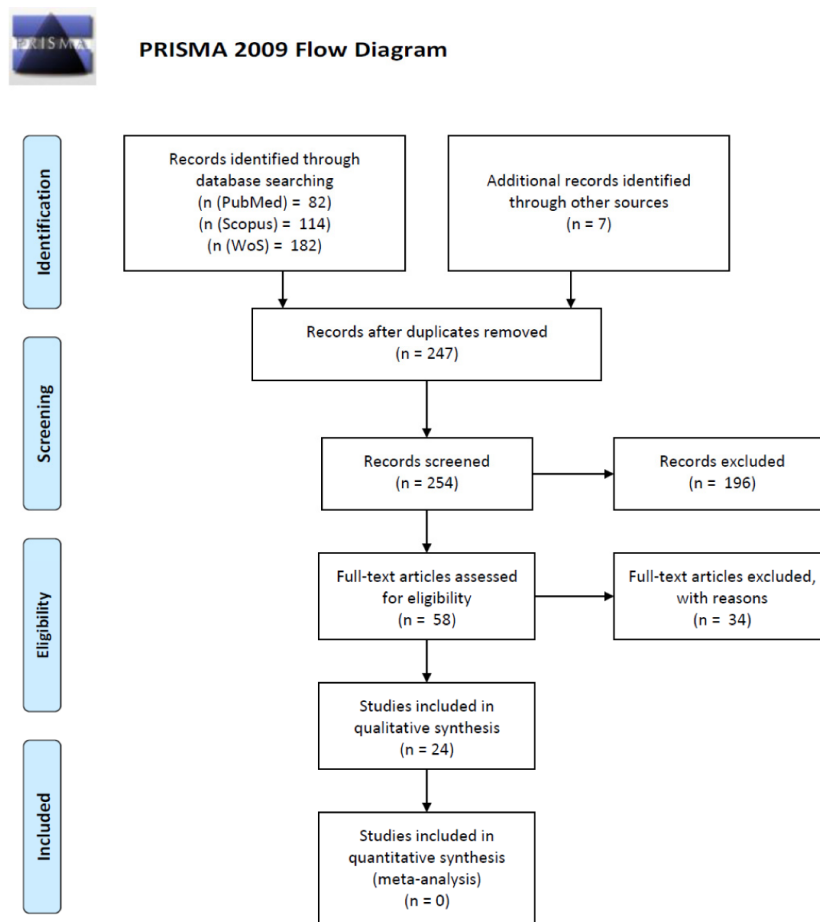 PRISMA
PRISMA 2009 Flow Diagram
Identification
Records identified through
database searching
(n (PubMed) = 82)
(n (Scopus) = 114)
(n (WoS) = 182)
Additional records identified
through other sources
(n = 7)
Records after duplicates removed
(n = 247)
Screening
Records screened
(n = 254)
Records excluded
(n = 196)
Eligibility
Full-text articles assessed
for eligibility
(n = 58)
Full-text articles excluded,
with reasons
(n = 34)
Studies included in
qualitative synthesis
(n = 24)
Included
Studies included in
quantitative synthesis
(meta-analysis)
(n = 0)